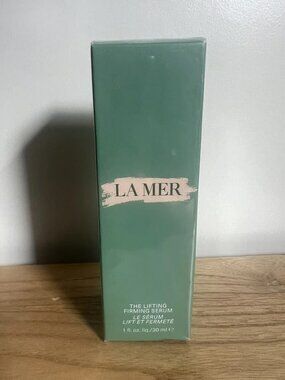 LA MER
THE LIFTING
FIRMING SERUM
LE SÉRUM
LIFT ET FERMETÉ
1 fl. oz. liq./30 ml ℮